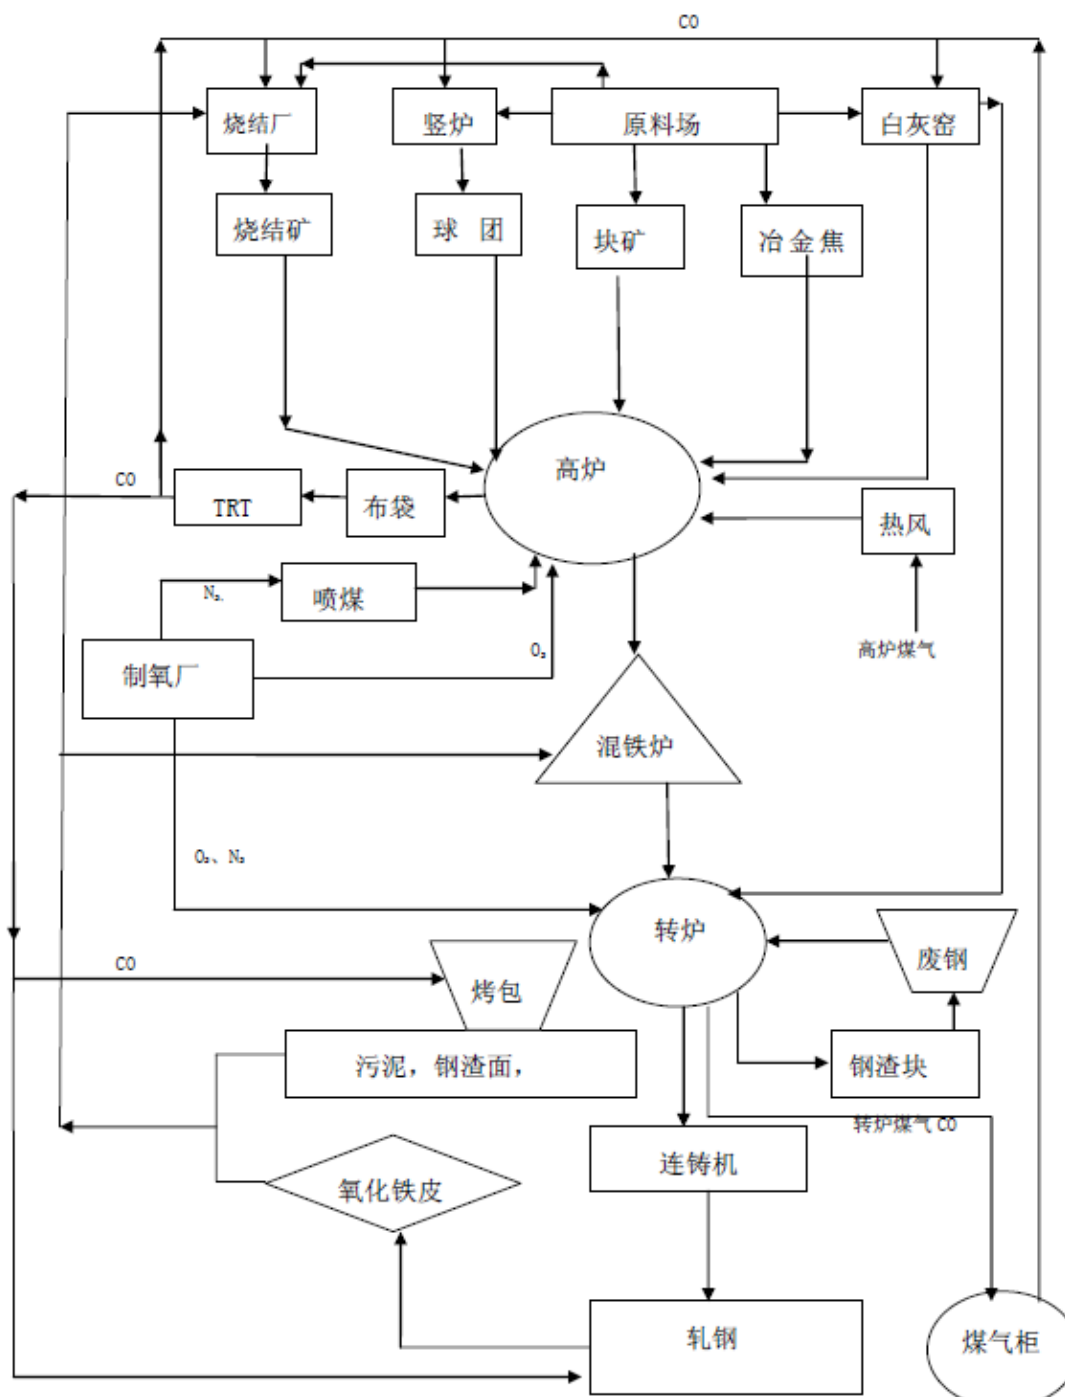 CO
烧结厂
竖炉
原料场
白灰窑
烧结矿
球 团
块矿
冶金焦
高炉
CO
TRT
布袋
热风
N₂.
喷煤
制氧厂
O₂
高炉煤气
混铁炉
O₂、N₂
转炉
废钢
CO
烤包
污泥，钢渣面，
钢渣块
转炉煤气 CO
连铸机
氧化铁皮
轧钢
煤气柜